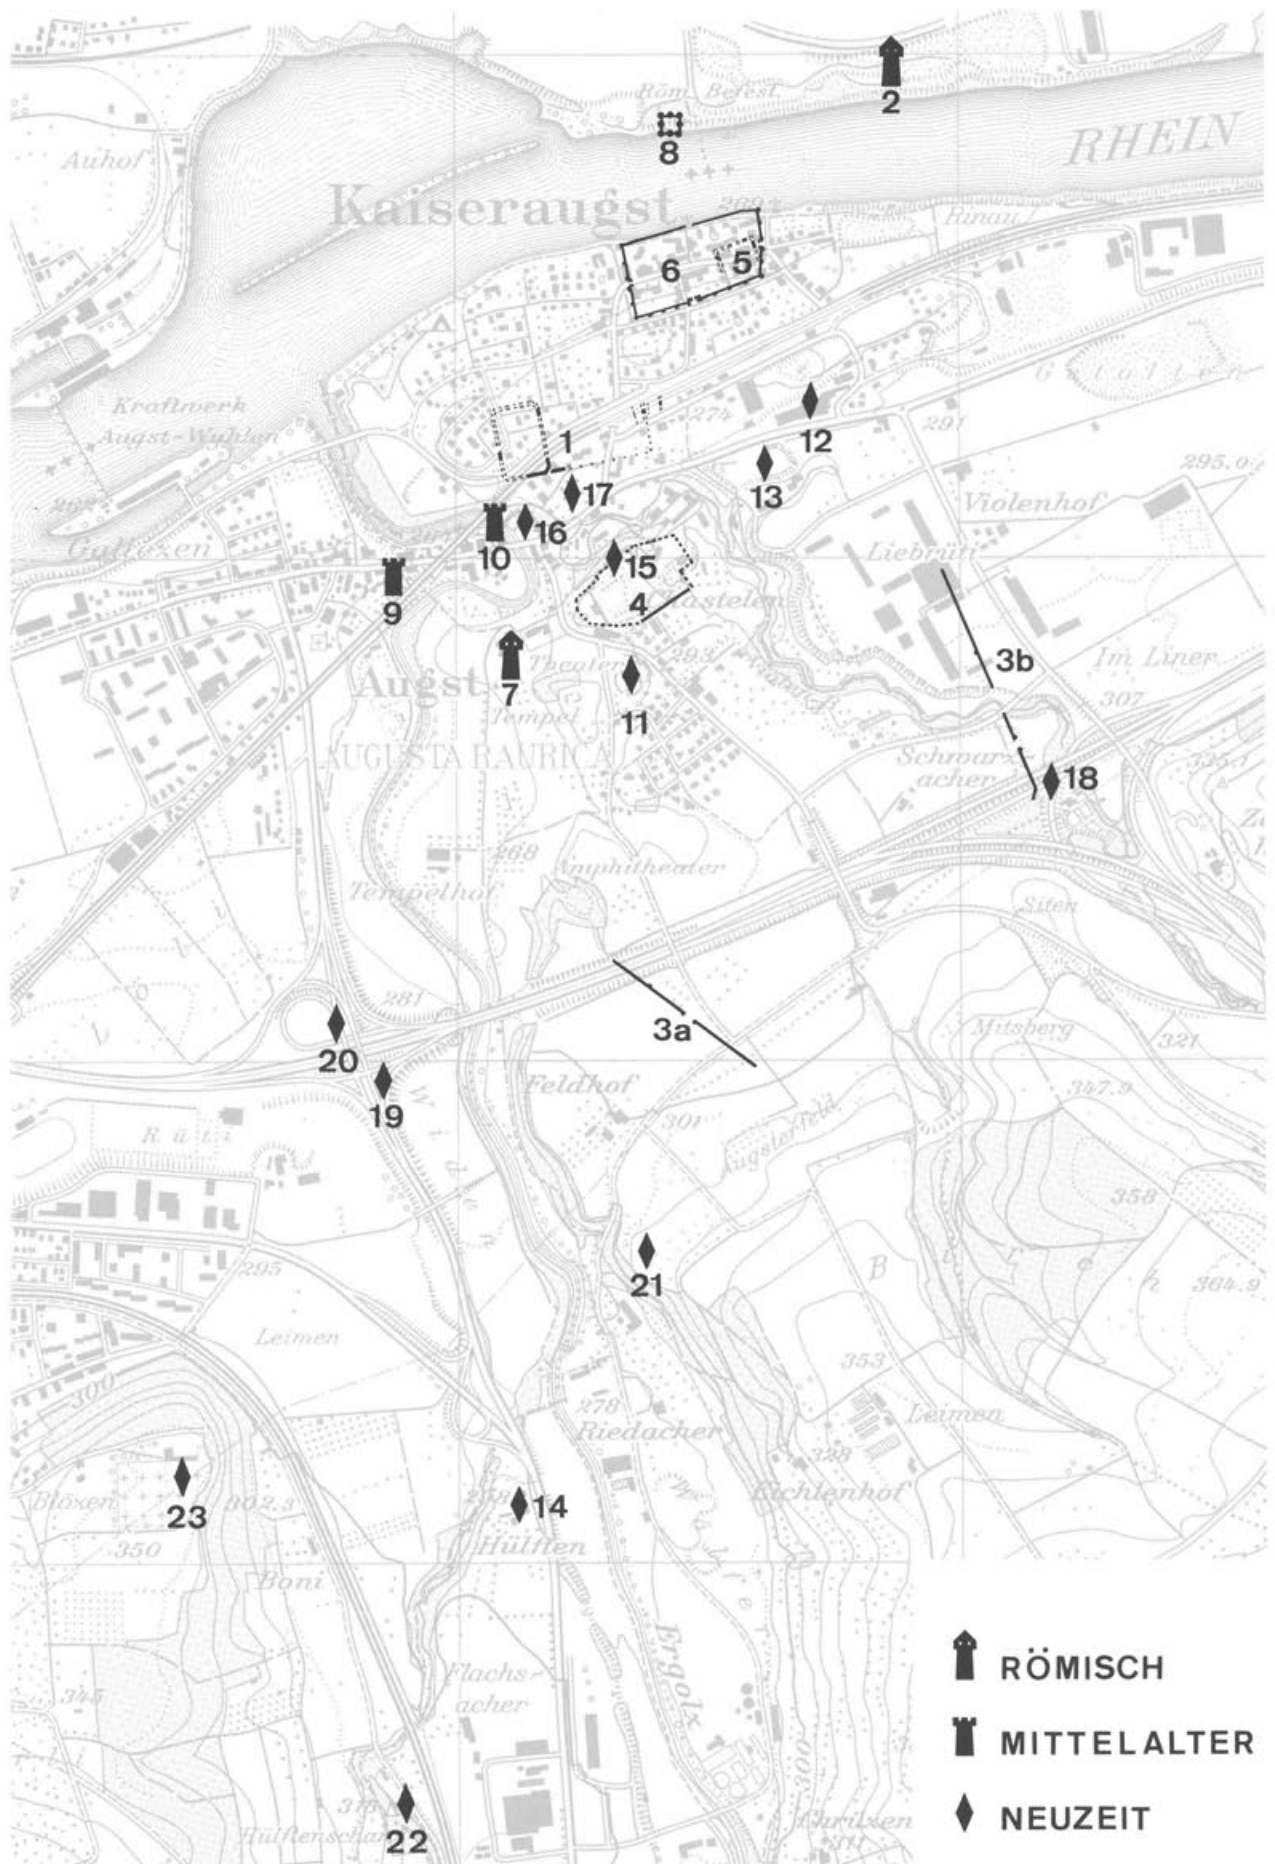 2
Röm. Befest.
8
RHEIN
Auhof
Kaiseraugst
Rinau
6
5
Kraftwerk
Augst-Wyhlen
1
274
12
291
13
295.0
17
Violenhof
16
10
Gallezen
15
9
4
Kastelen
Theater
293
3b
Im Liner
Augst
7
Tempel
11
307
AUGUSTA RAURICA
Schwarz-
acher
18
268
Amphitheater
Tempelhof
Siten
281
3a
20
Mitsberg
321
Feldhof
347.9
19
301
Rüti
Augsterfeld
Widen
358
295
21
Birch
364.9
Leimen
353
300
278
Riedacher
Leimen
328
Blözen
23
302.3
14
Eichlenhof
350
Hülften
Boni
Ergolz
Flachs-
acher
345
RÖMISCH
MITTELALTER
300
NEUZEIT
22